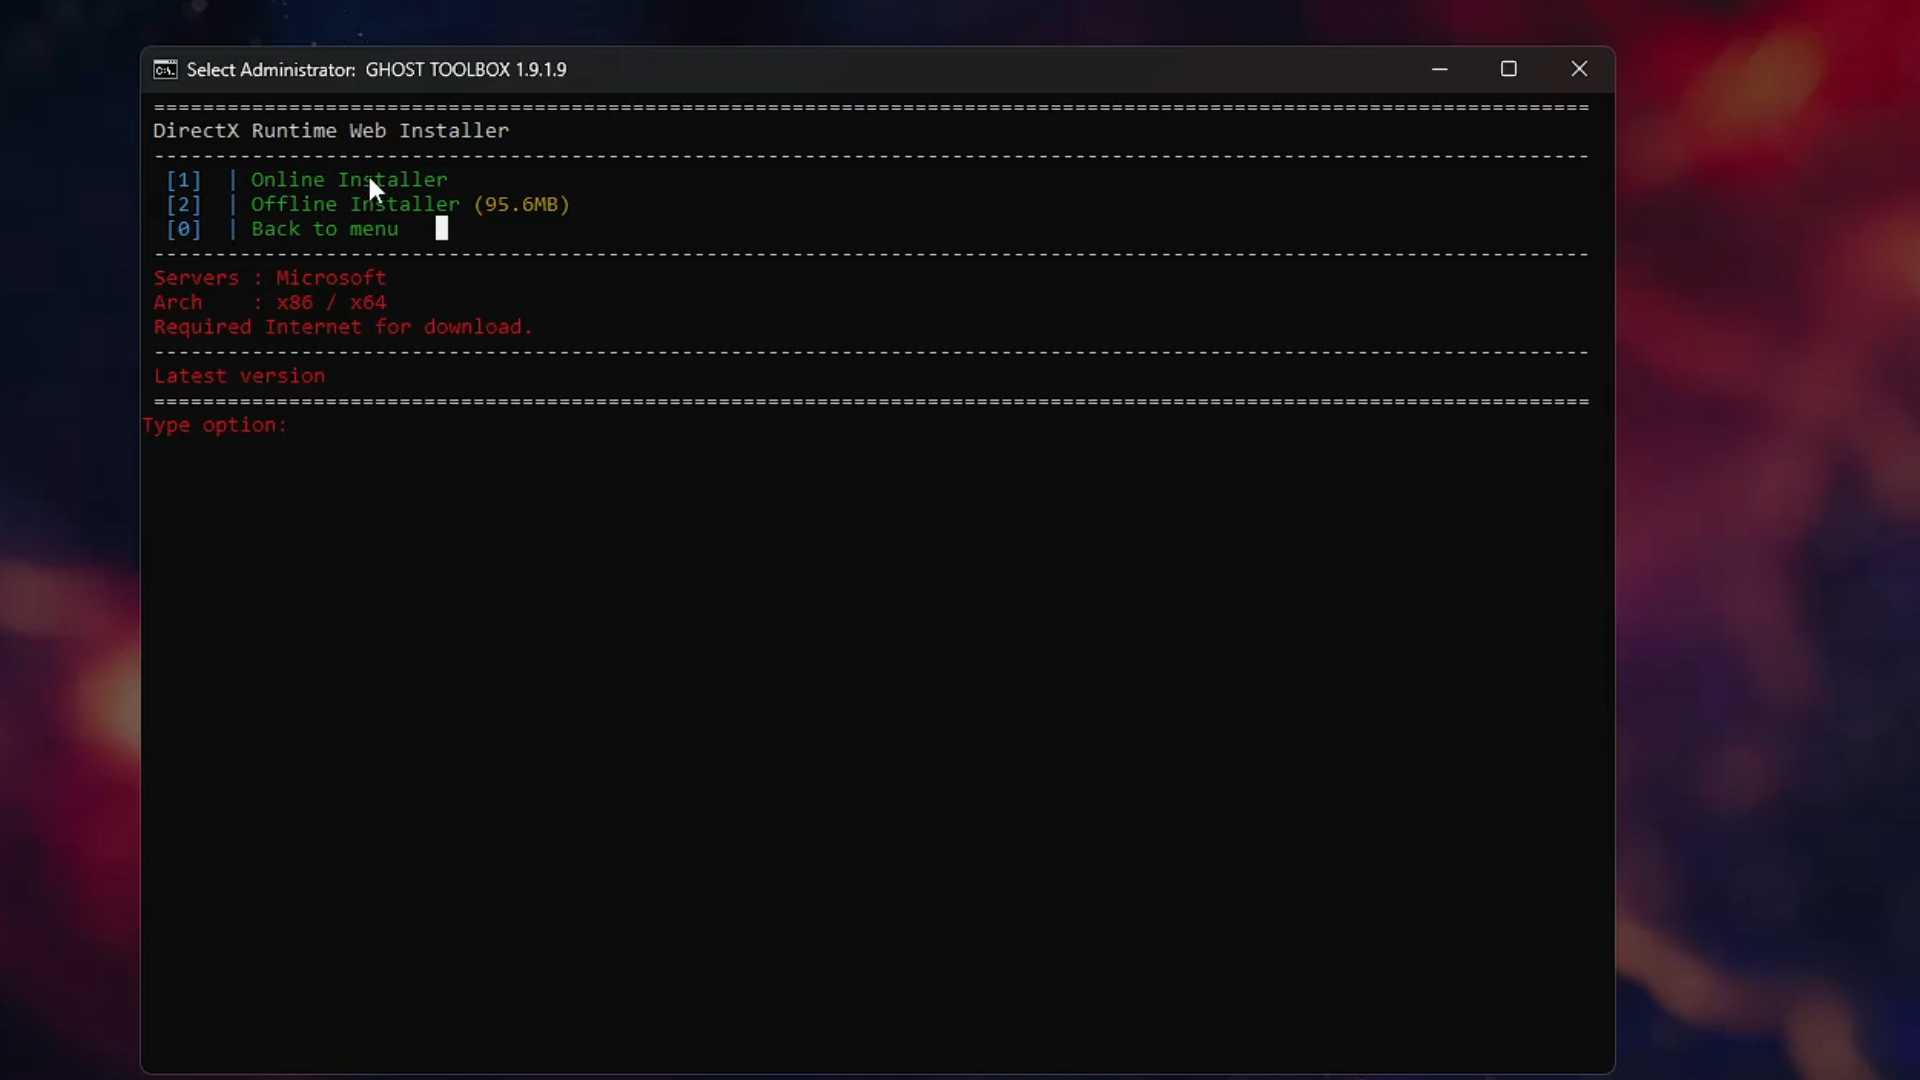 Select Administrator:  GHOST TOOLBOX 1.9.1.9
=====================================================================================================================
DirectX Runtime Web Installer
---------------------------------------------------------------------------------------------------------------------
[1]  | Online Installer
[2]  | Offline Installer (95.6MB)
[0]  | Back to menu
---------------------------------------------------------------------------------------------------------------------
Servers : Microsoft
Arch    : x86 / x64
Required Internet for download.
---------------------------------------------------------------------------------------------------------------------
Latest version
=====================================================================================================================
Type option: